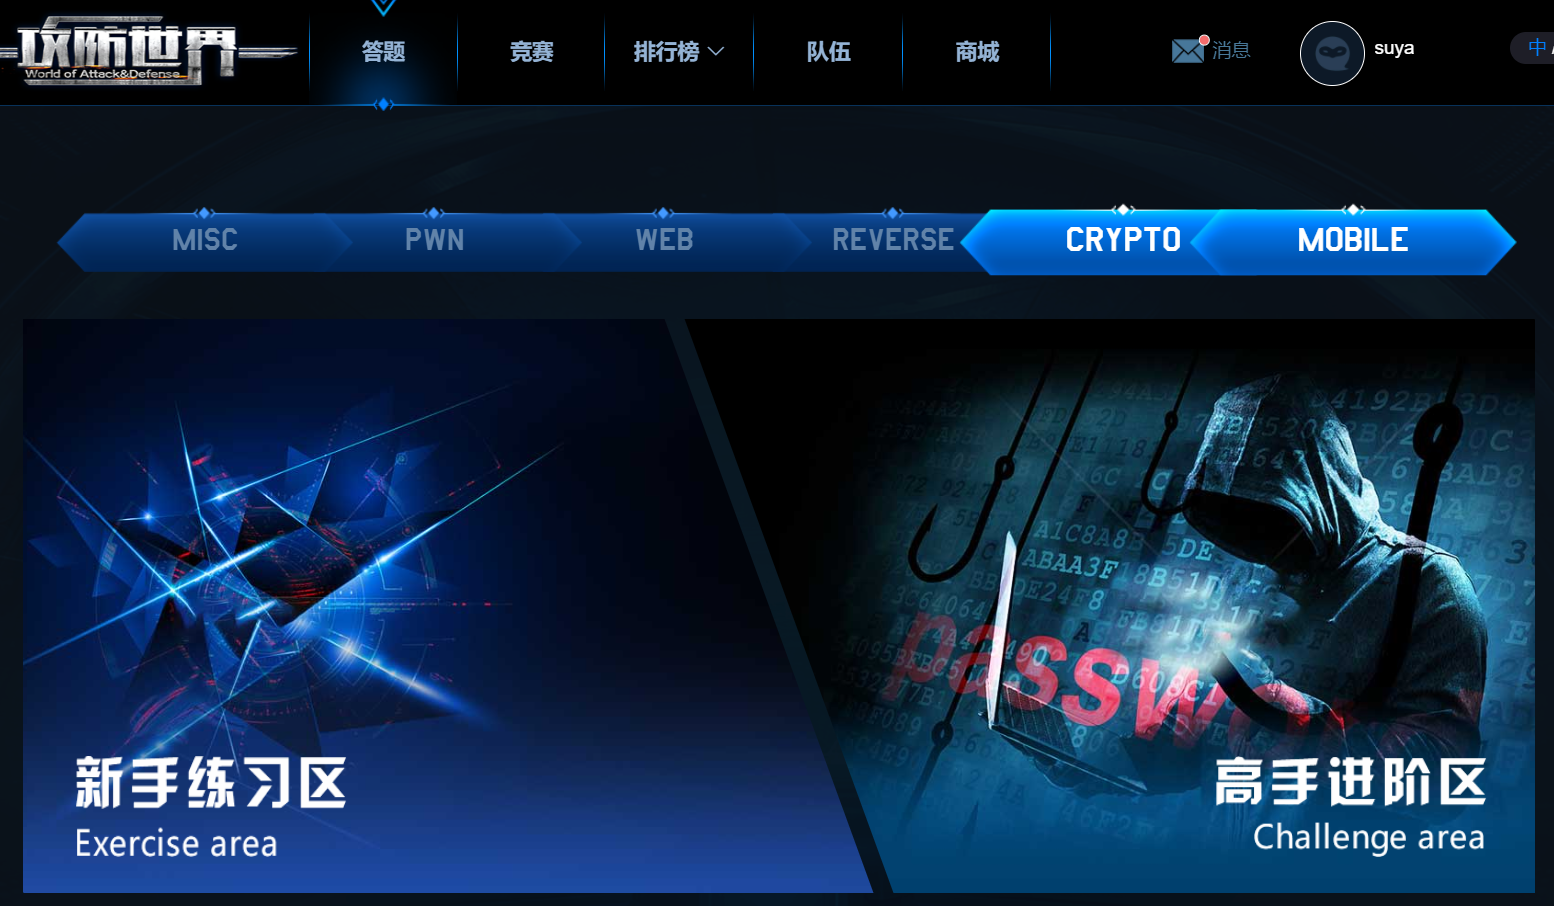 攻防世界
World of Attack&Defense
答题
竞赛
排行榜
队伍
商城
消息
suya
中
MISC
PWN
WEB
REVERSE
CRYPTO
MOBILE
新手练习区
Exercise area
passwo
高手进阶区
Challenge area